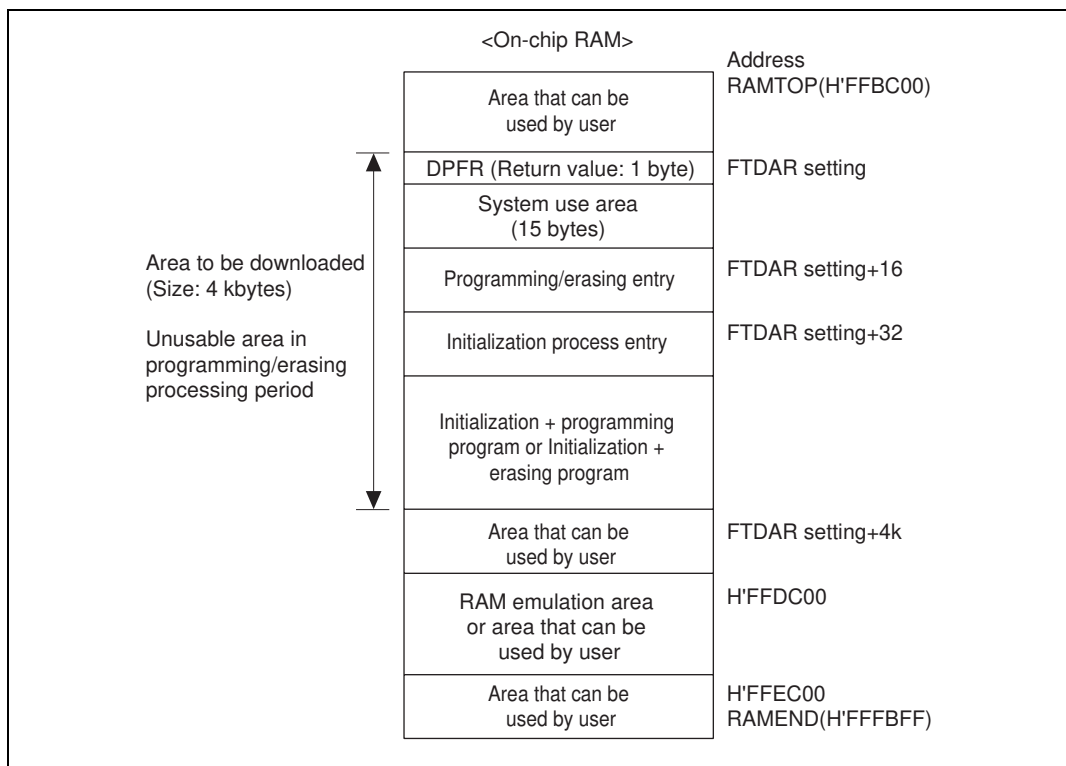 <On-chip RAM>
Address
RAMTOP(H'FFBC00)
Area that can be
used by user
DPFR (Return value: 1 byte)
FTDAR setting
System use area
(15 bytes)
Area to be downloaded
(Size: 4 kbytes)
Unusable area in
programming/erasing
processing period
Programming/erasing entry
FTDAR setting+16
Initialization process entry
FTDAR setting+32
Initialization + programming
program or Initialization +
erasing program
Area that can be
used by user
FTDAR setting+4k
RAM emulation area
or area that can be
used by user
H'FFDC00
Area that can be
used by user
H'FFEC00
RAMEND(H'FFFBFF)